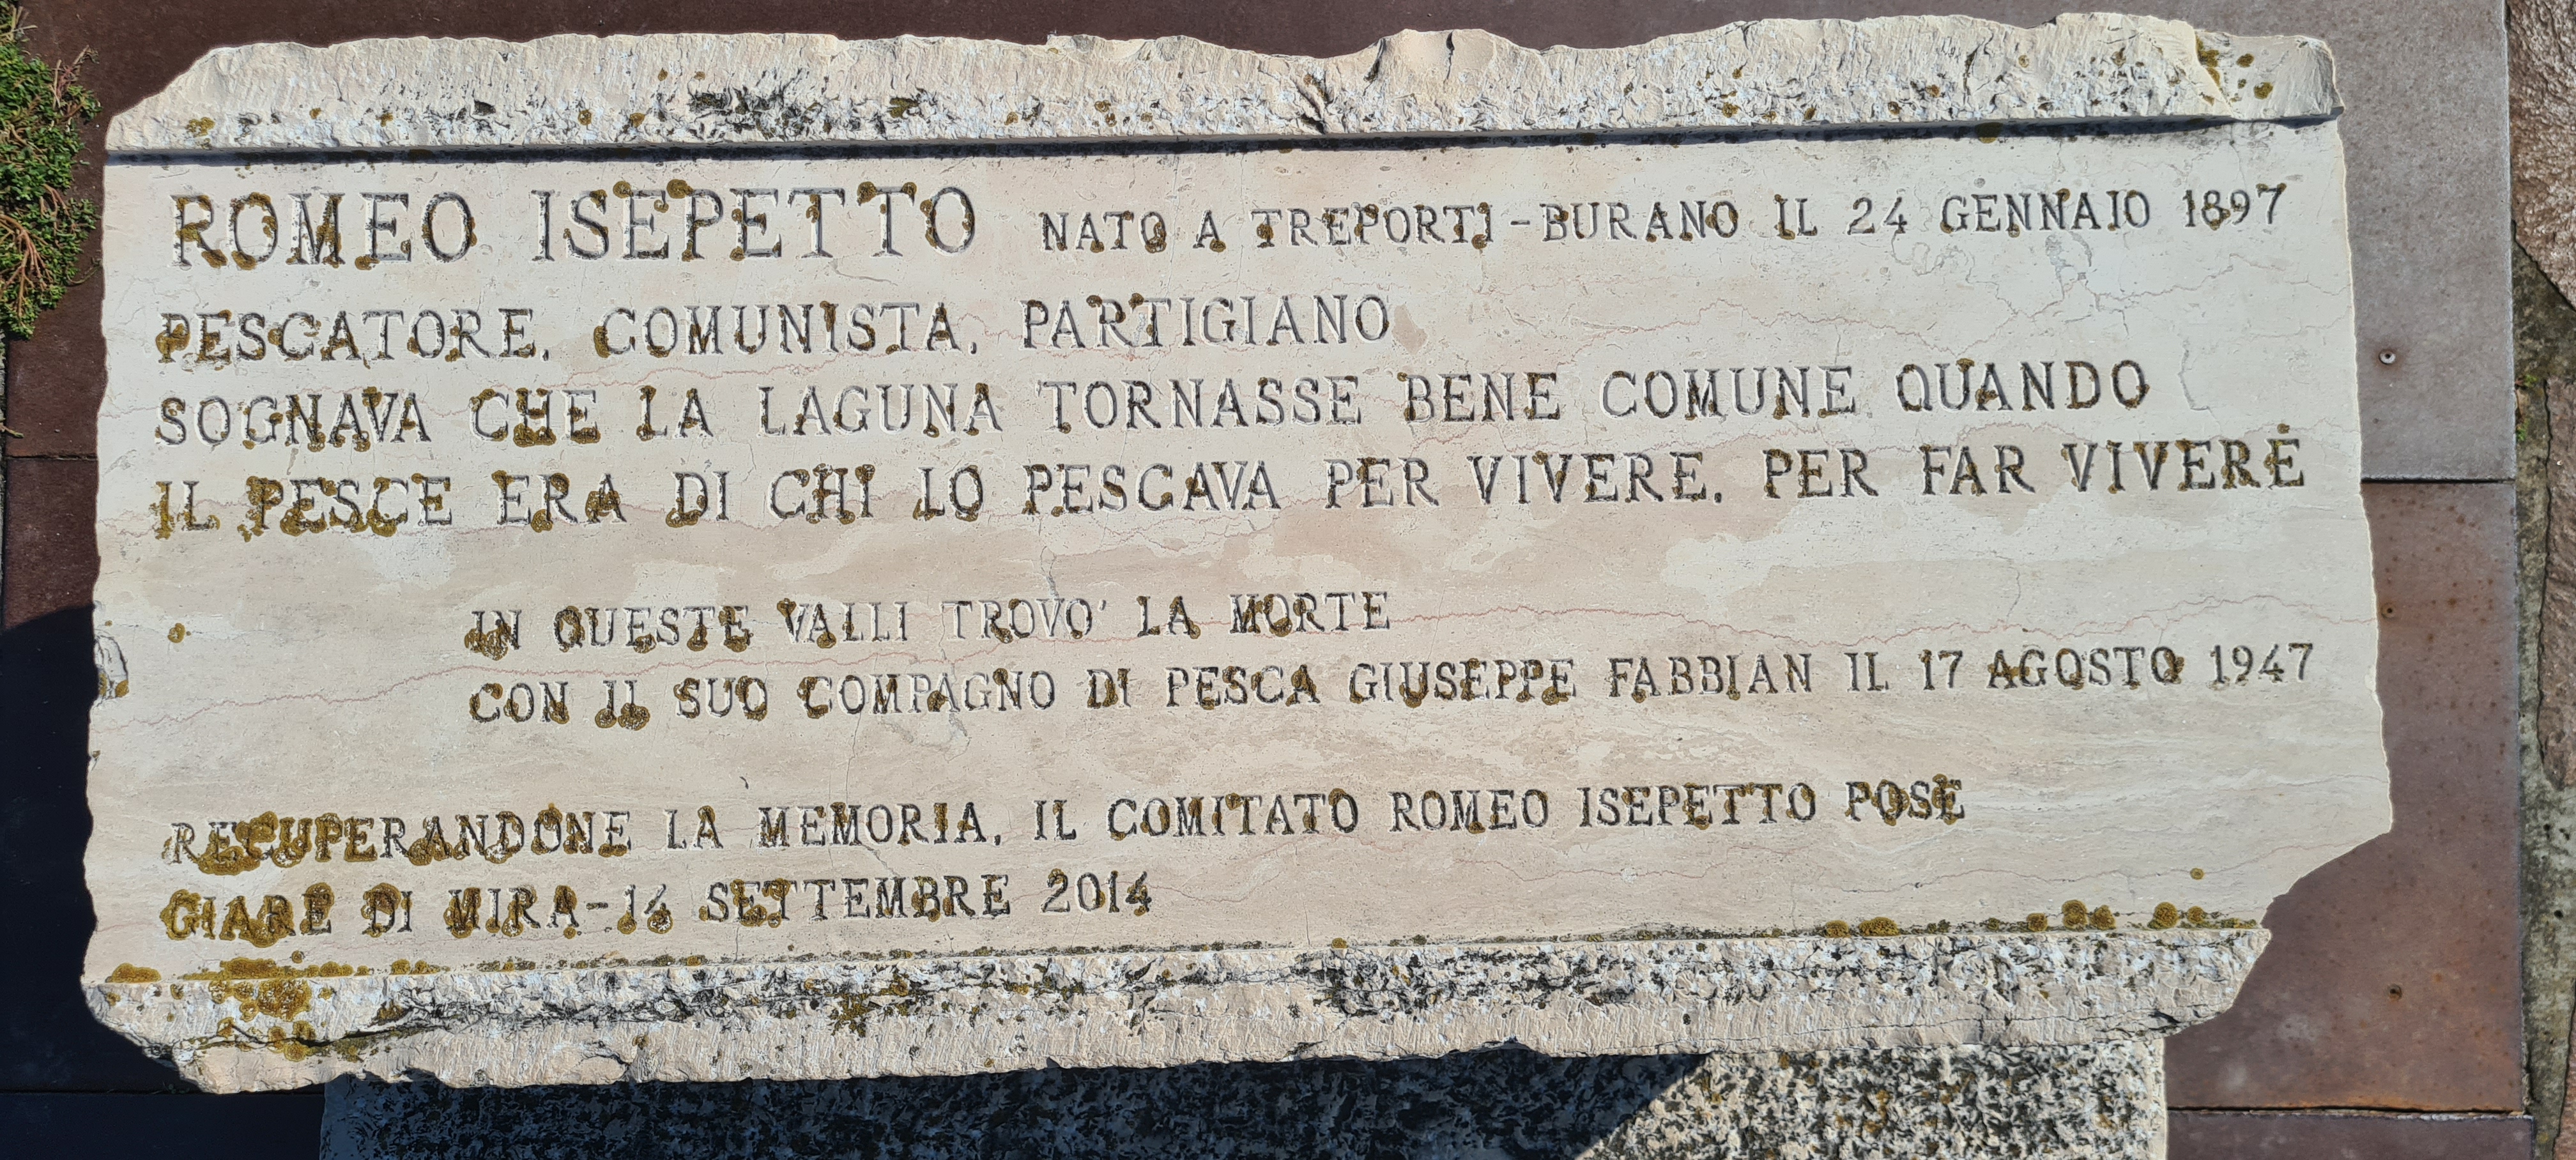 ROMEO ISEPETTO NATO A TREPORTI-BURANO IL 24 GENNAIO 1897
PESCATORE, COMUNISTA, PARTIGIANO
SOGNAVA CHE LA LAGUNA TORNASSE BENE COMUNE QUANDO
IL PESCE ERA DI CHI LO PESCAVA PER VIVERE, PER FAR VIVERE
IN QUESTE VALLI TROVO' LA MORTE
CON IL SUO COMPAGNO DI PESCA GIUSEPPE FABBIAN IL 17 AGOSTO 1947
RECUPERANDONE LA MEMORIA, IL COMITATO ROMEO ISEPETTO POSE
GIARE DI MIRA-14 SETTEMBRE 2014